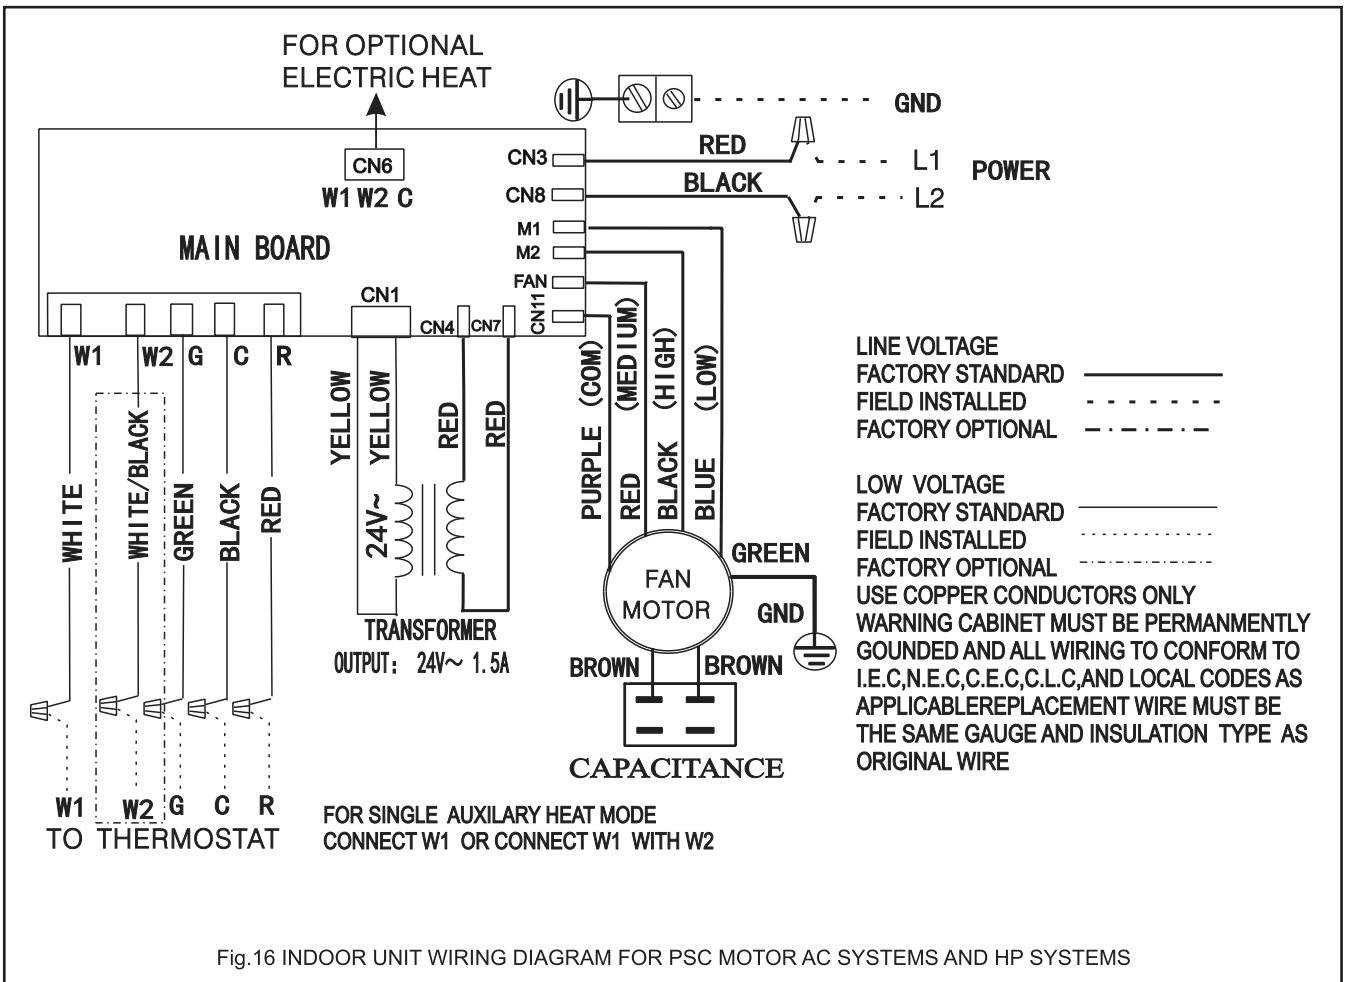 FOR OPTIONAL
ELECTRIC HEAT
GND
CN6
W1 W2 C
CN3
RED
L1
POWER
CN8
BLACK
L2
MAIN BOARD
M1
M2
FAN
CN11
CN1
CN4
CN7
W1
W2
G
C
R
YELLOW
YELLOW
RED
RED
PURPLE (COM)
RED (MEDIUM)
BLACK (HIGH)
BLUE (LOW)
WHITE
WHITE/BLACK
GREEN
BLACK
RED
24V~
TRANSFORMER
OUTPUT: 24V~ 1.5A
FAN
MOTOR
GREEN
GND
BROWN
BROWN
CAPACITANCE
LINE VOLTAGE
FACTORY STANDARD
FIELD INSTALLED
FACTORY OPTIONAL
LOW VOLTAGE
FACTORY STANDARD
FIELD INSTALLED
FACTORY OPTIONAL
USE COPPER CONDUCTORS ONLY
WARNING CABINET MUST BE PERMANMENTLY
GOUNDED AND ALL WIRING TO CONFORM TO
I.E.C,N.E.C,C.E.C,C.L.C,AND LOCAL CODES AS
APPLICABLEREPLACEMENT WIRE MUST BE
THE SAME GAUGE AND INSULATION TYPE AS
ORIGINAL WIRE
W1
W2
G
C
R
TO THERMOSTAT
FOR SINGLE AUXILARY HEAT MODE
CONNECT W1 OR CONNECT W1 WITH W2
Fig.16 INDOOR UNIT WIRING DIAGRAM FOR PSC MOTOR AC SYSTEMS AND HP SYSTEMS